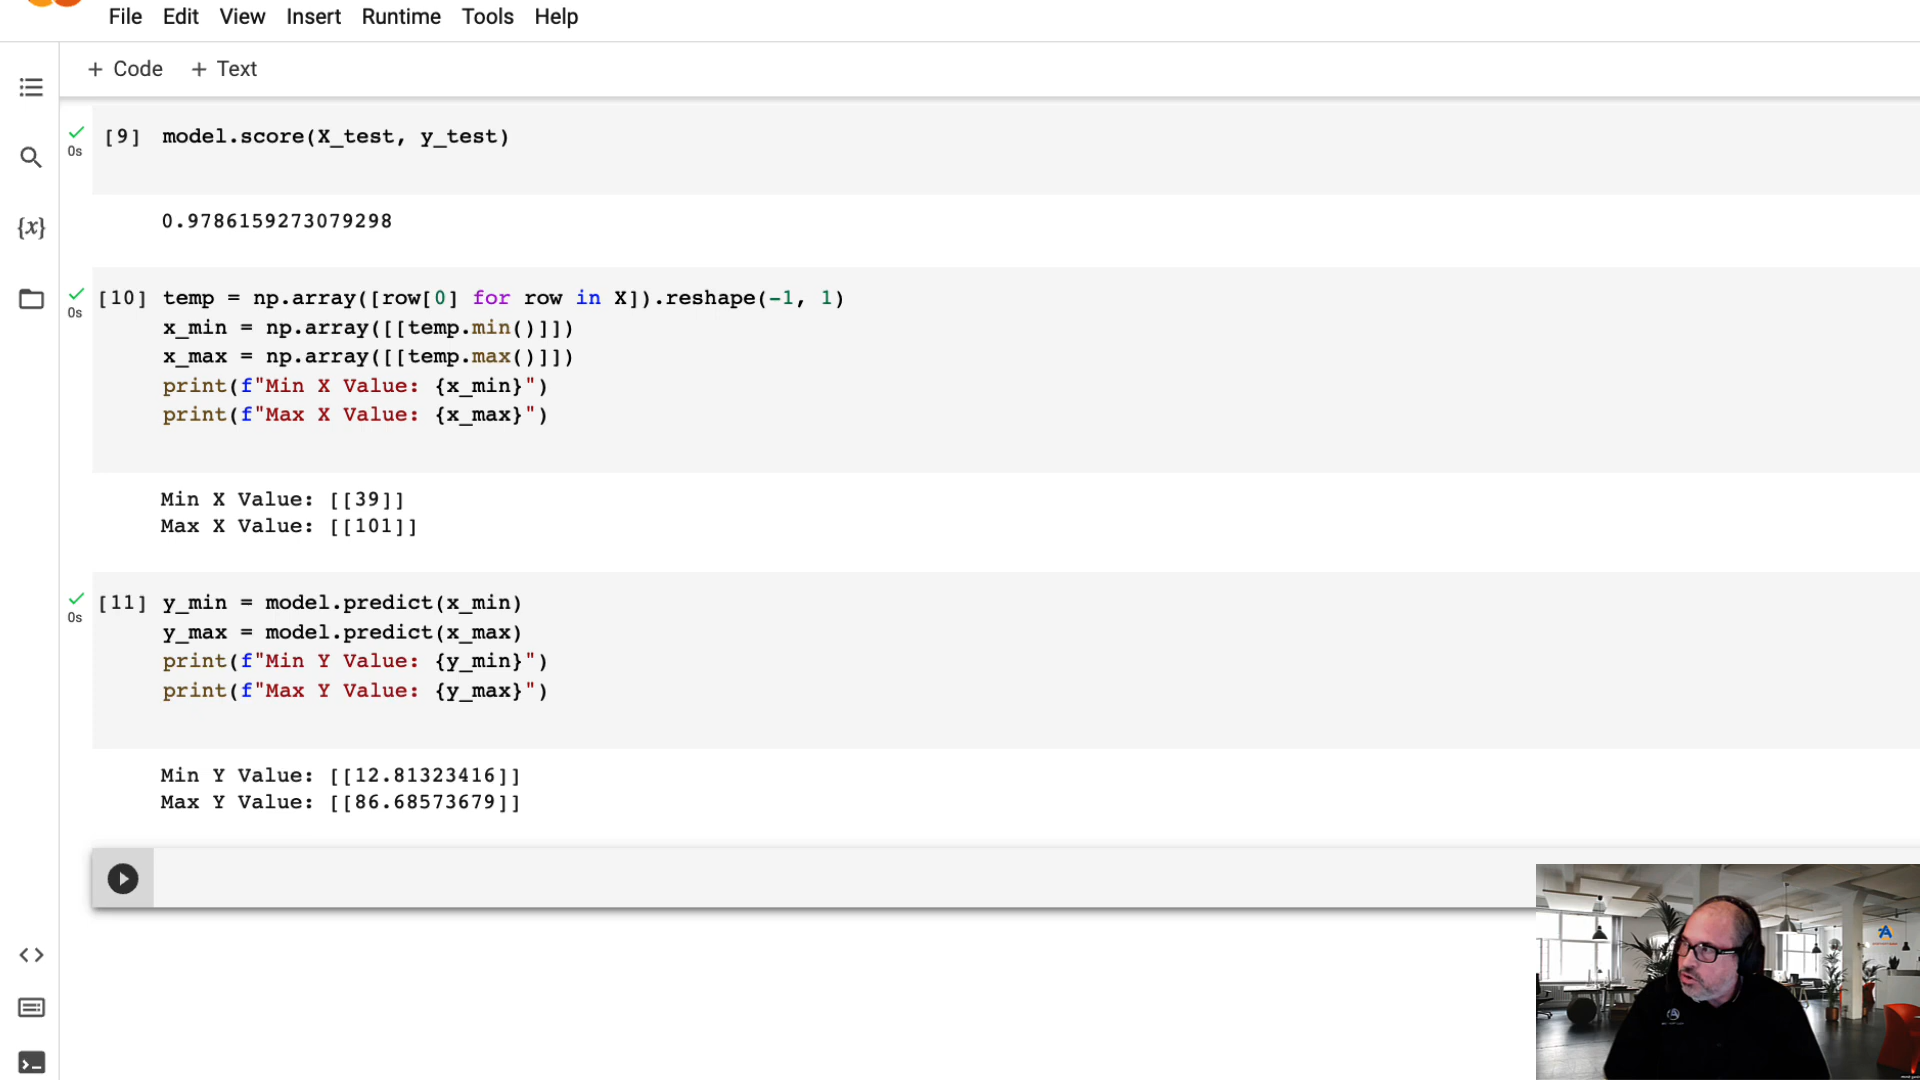 File Edit View Insert Runtime Tools Help
+ Code + Text
0s
[9] model.score(X_test, y_test)
0.9786159273079298
{x}
0s
[10] temp = np.array([row[0] for row in X]).reshape(-1, 1)
x_min = np.array([[temp.min()]])
x_max = np.array([[temp.max()]])
print(f"Min X Value: {x_min}")
print(f"Max X Value: {x_max}")
Min X Value: [[39]]
Max X Value: [[101]]
0s
[11] y_min = model.predict(x_min)
y_max = model.predict(x_max)
print(f"Min Y Value: {y_min}")
print(f"Max Y Value: {y_max}")
Min Y Value: [[12.81323416]]
Max Y Value: [[86.68573679]]